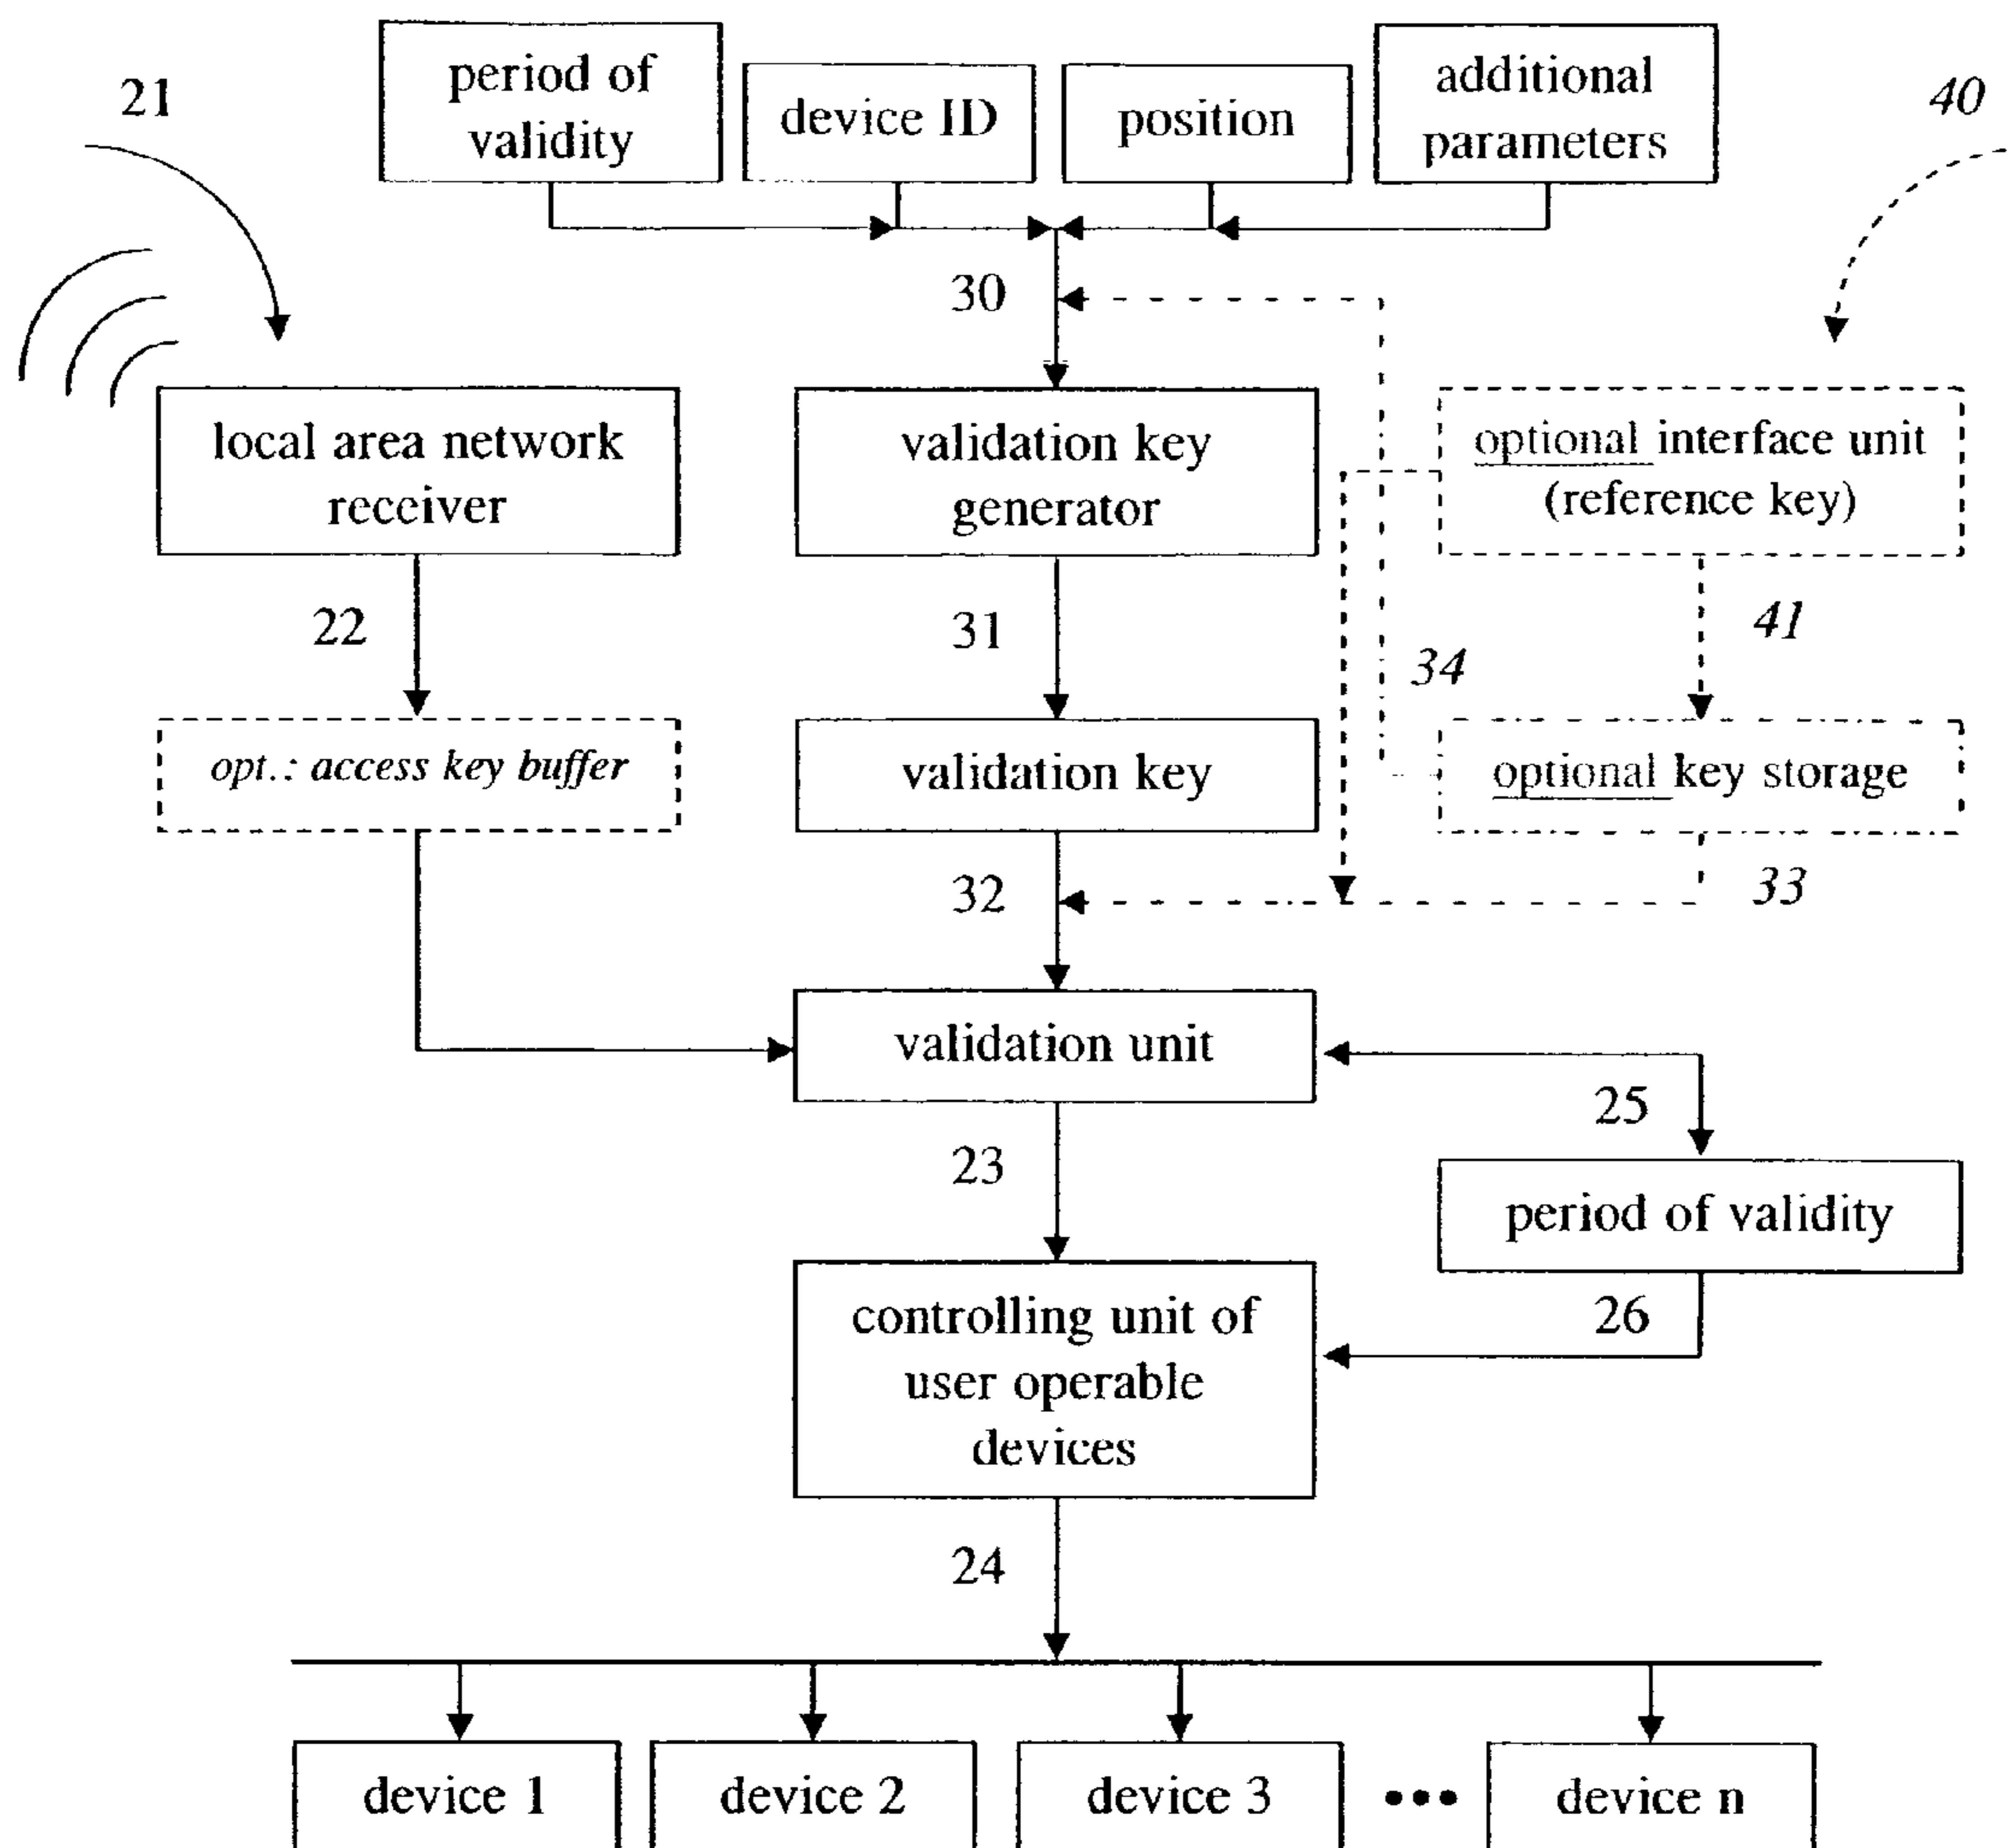 period of
validity
device ID
position
additional
parameters
21
40
30
local area network
receiver
validation key
generator
optional interface unit
(reference key)
22
31
41
34
opt.: access key buffer
validation key
optional key storage
32
33
validation unit
25
23
period of validity
controlling unit of
user operable
devices
26
24
device 1
device 2
device 3
•••
device n